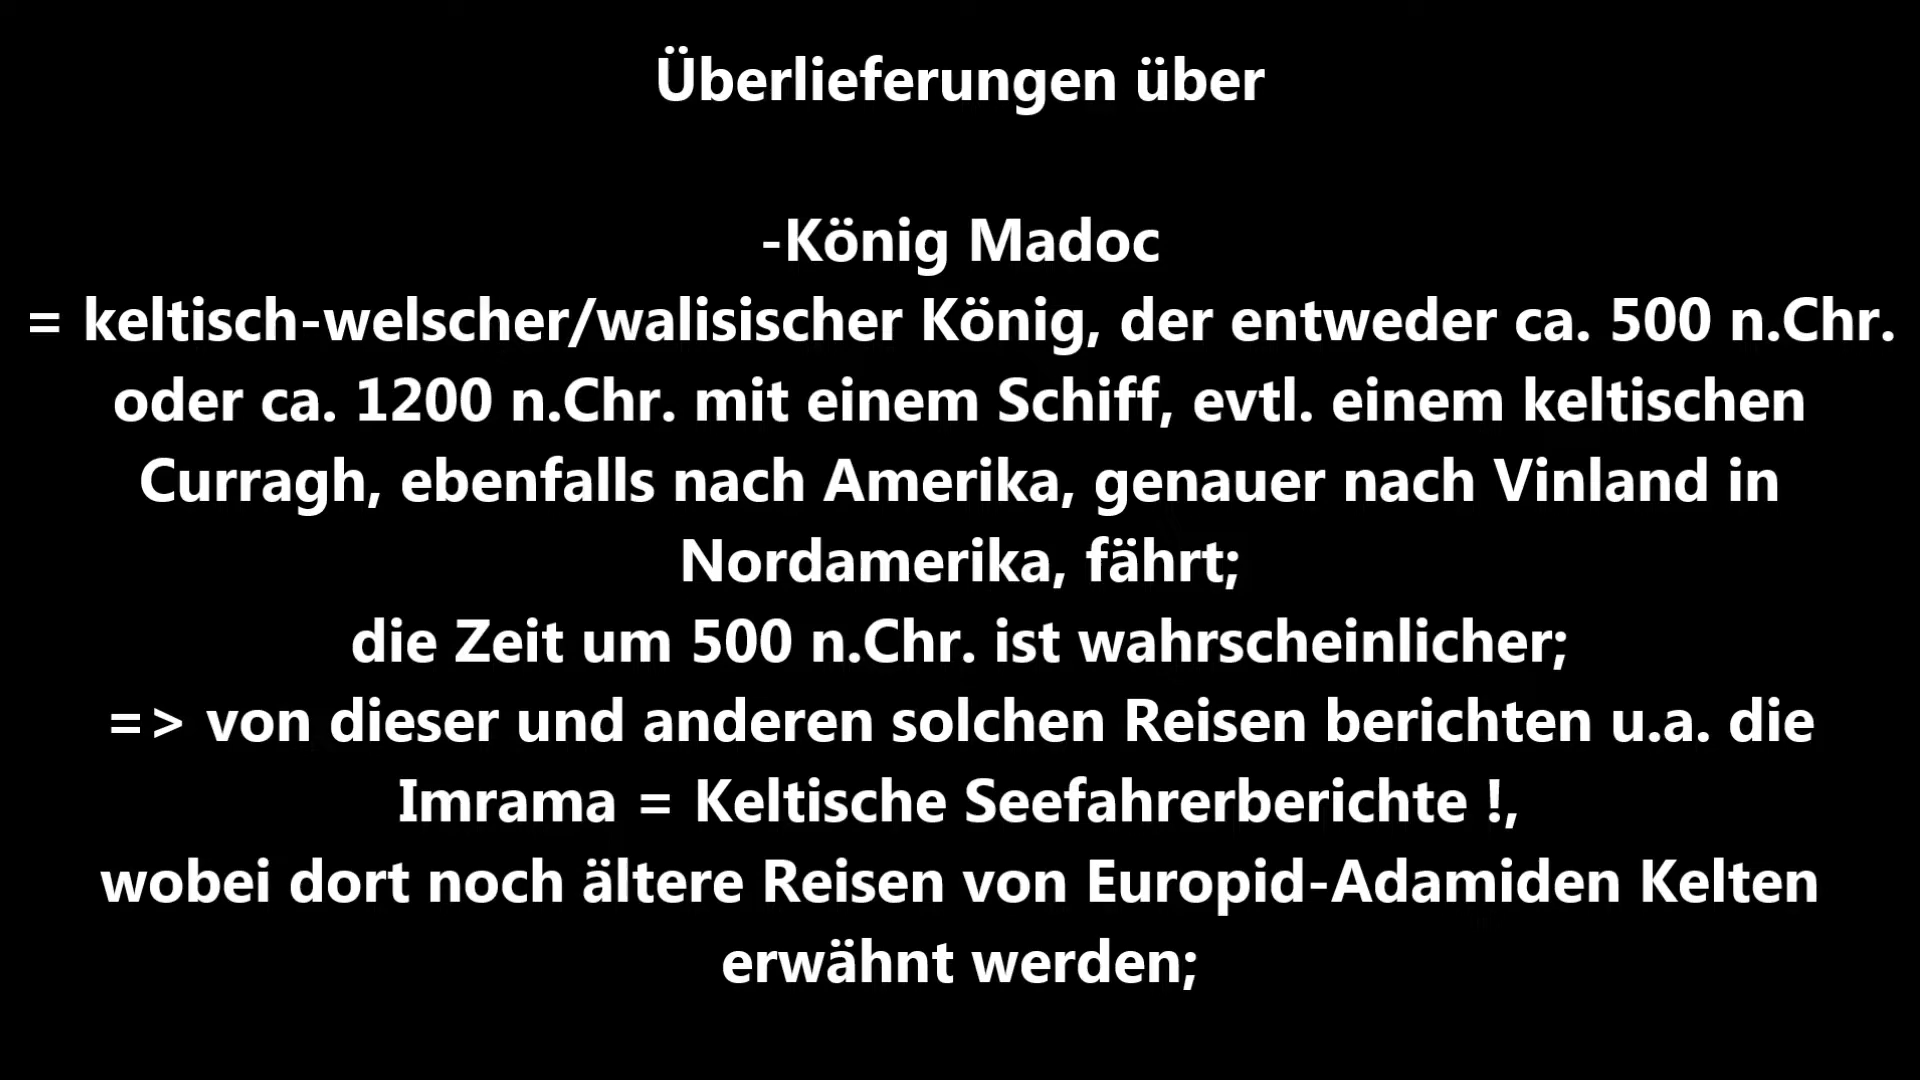 Überlieferungen über
-König Madoc
= keltisch-welscher/walisischer König, der entweder ca. 500 n.Chr.
oder ca. 1200 n.Chr. mit einem Schiff, evtl. einem keltischen
Curragh, ebenfalls nach Amerika, genauer nach Vinland in
Nordamerika, fährt;
die Zeit um 500 n.Chr. ist wahrscheinlicher;
=> von dieser und anderen solchen Reisen berichten u.a. die
Imrama = Keltische Seefahrerberichte !,
wobei dort noch ältere Reisen von Europid-Adamiden Kelten
erwähnt werden;